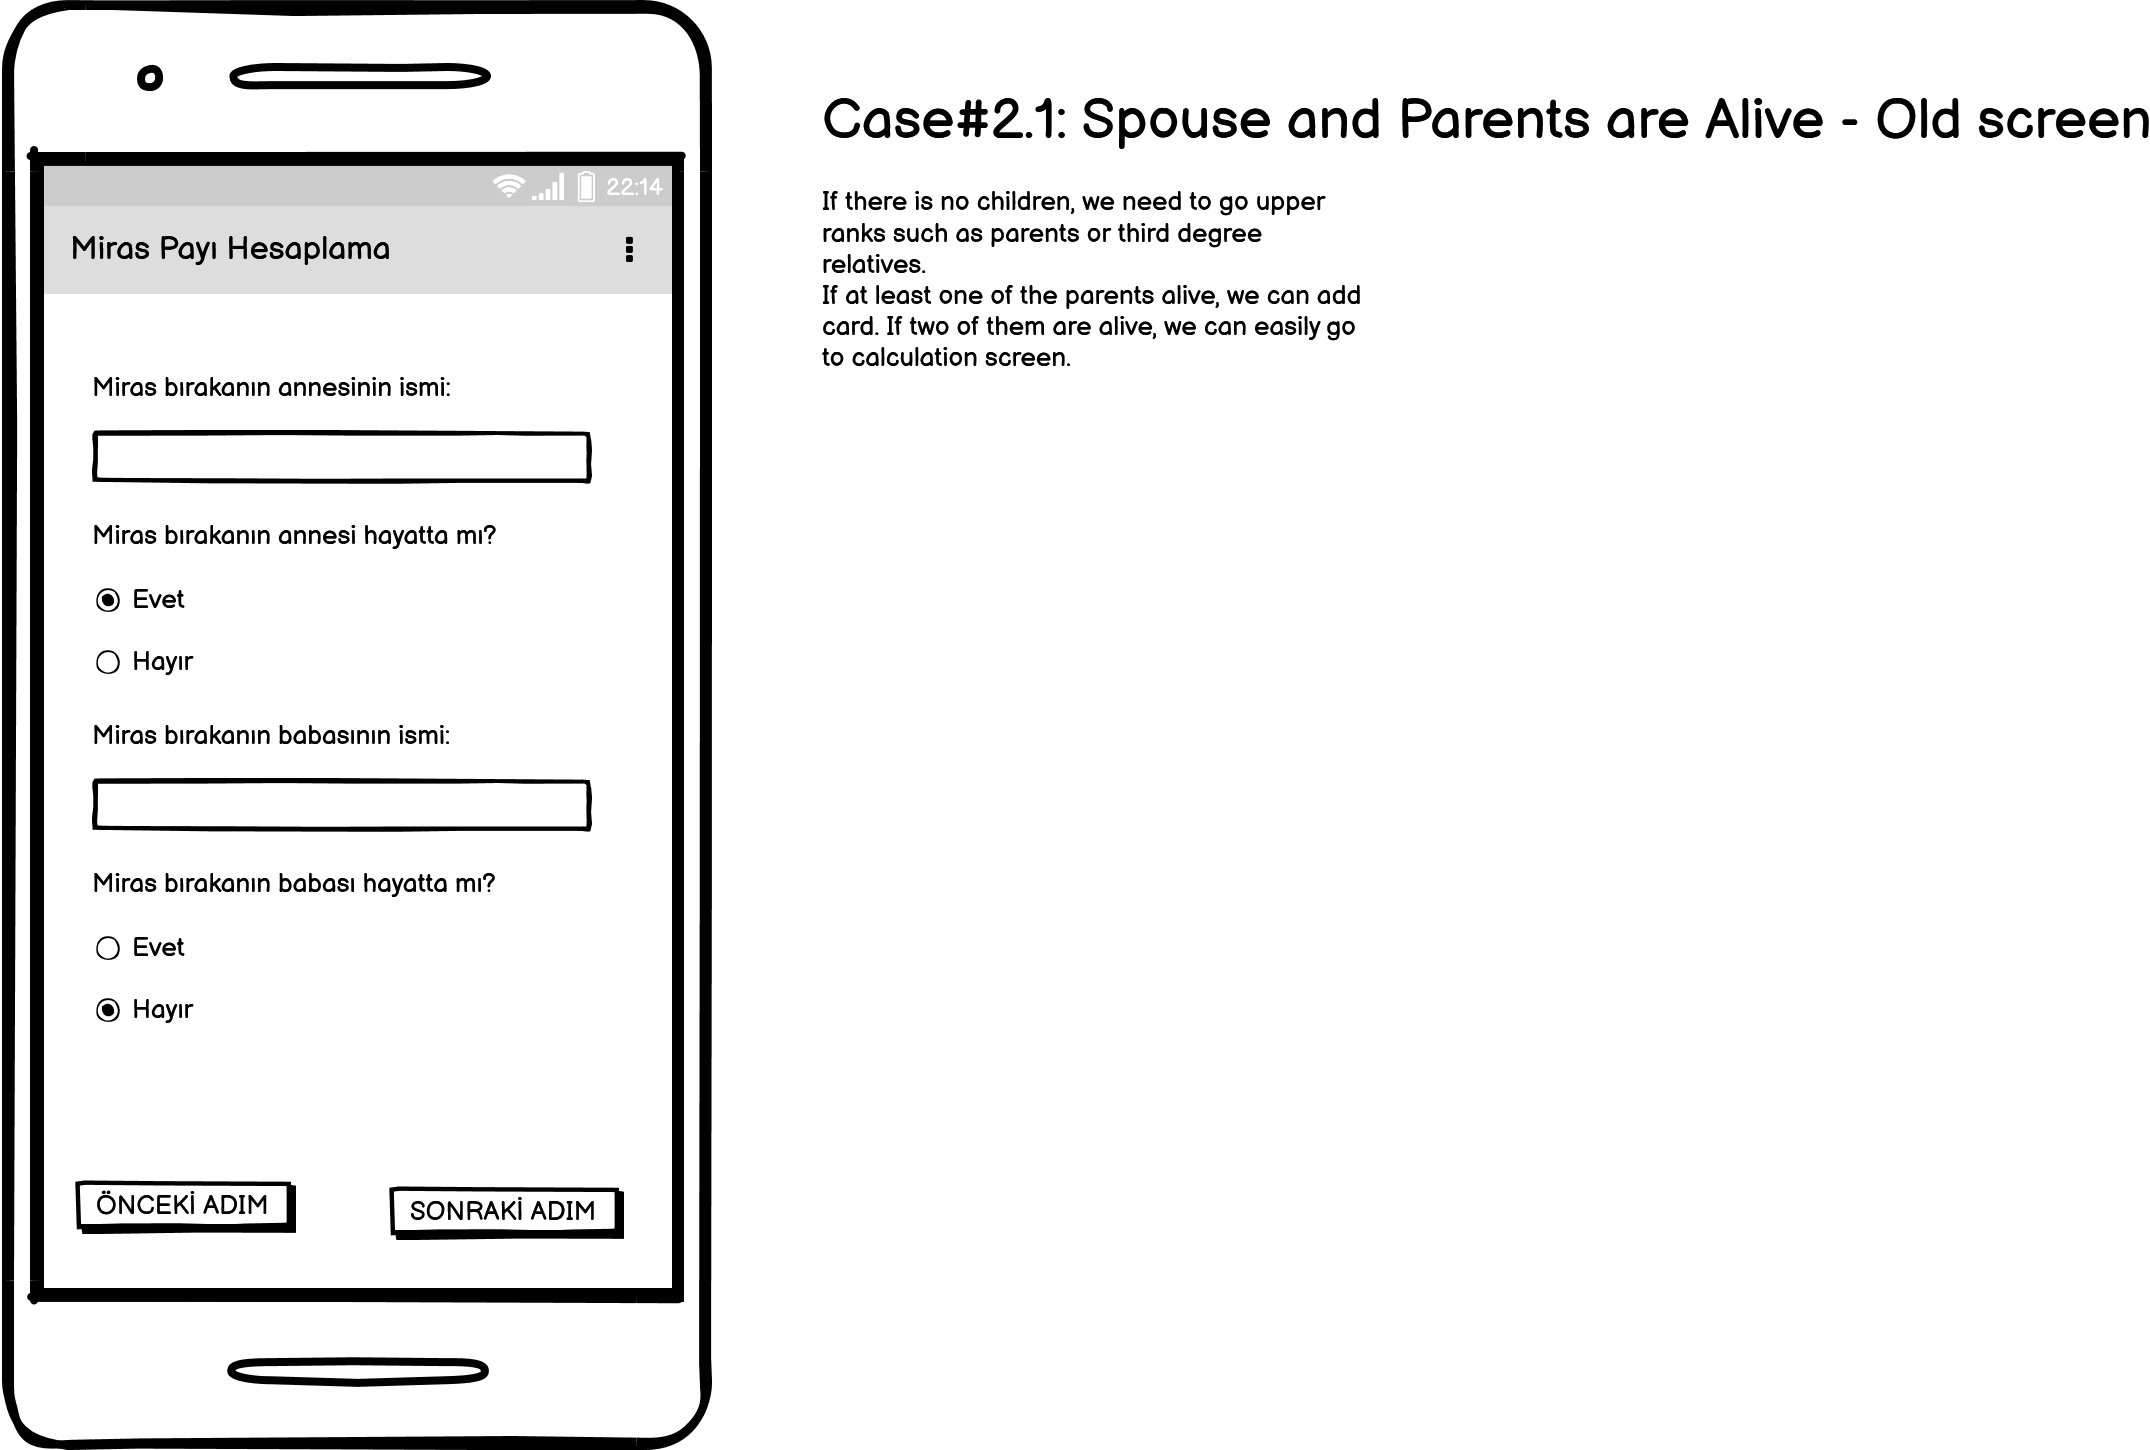 22:14
Miras Payı Hesaplama
Miras bırakanın annesinin ismi:
Miras bırakanın annesi hayatta mı?
Evet
Hayır
Miras bırakanın babasının ismi:
Miras bırakanın babası hayatta mı?
Evet
Hayır
ÖNCEKİ ADIM
SONRAKİ ADIM
Case#2.1: Spouse and Parents are Alive - Old screen
If there is no children, we need to go upper
ranks such as parents or third degree
relatives.
If at least one of the parents alive, we can add
card. If two of them are alive, we can easily go
to calculation screen.